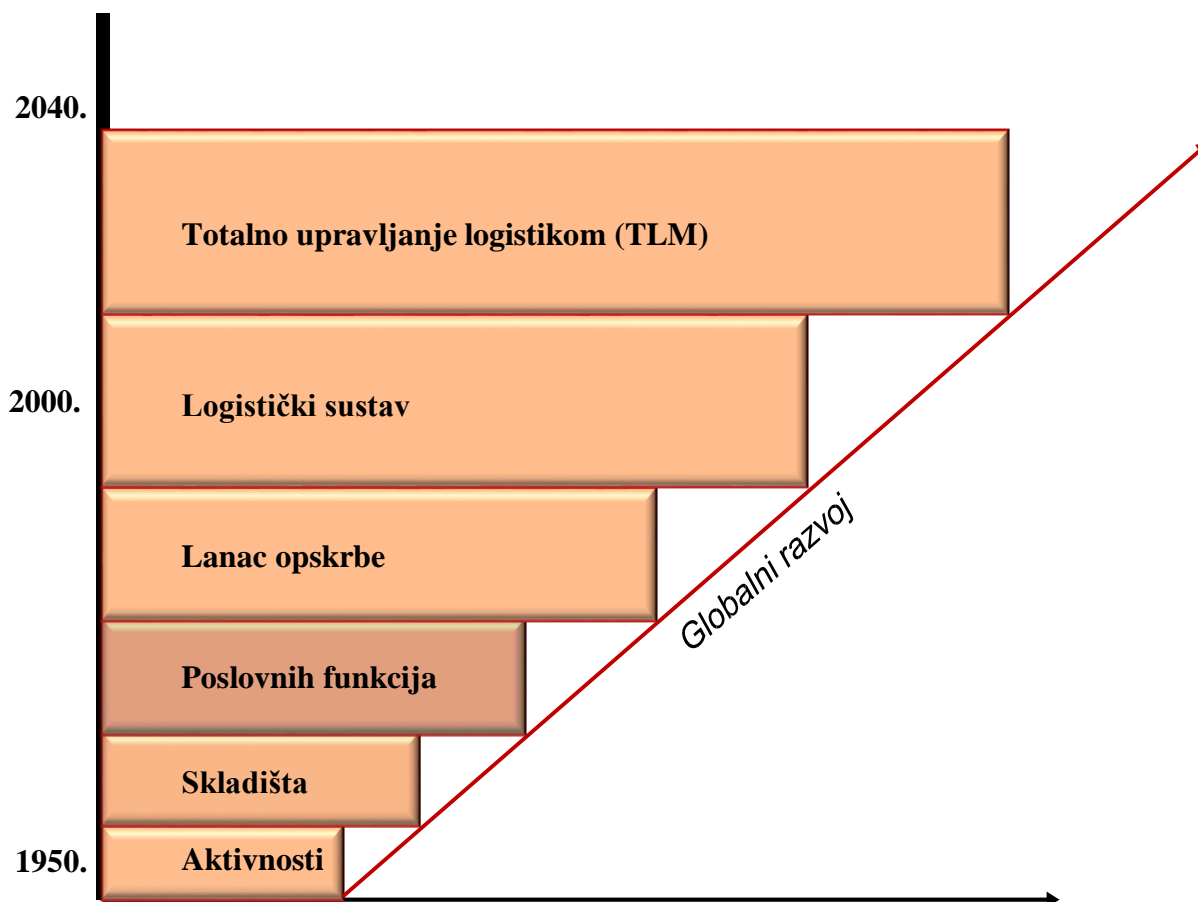 2040.
Totalno upravljanje logistikom (TLM)
2000.
Logistički sustav
Lanac opskrbe
Globalni razvoj
Poslovnih funkcija
Skladišta
1950.
Aktivnosti